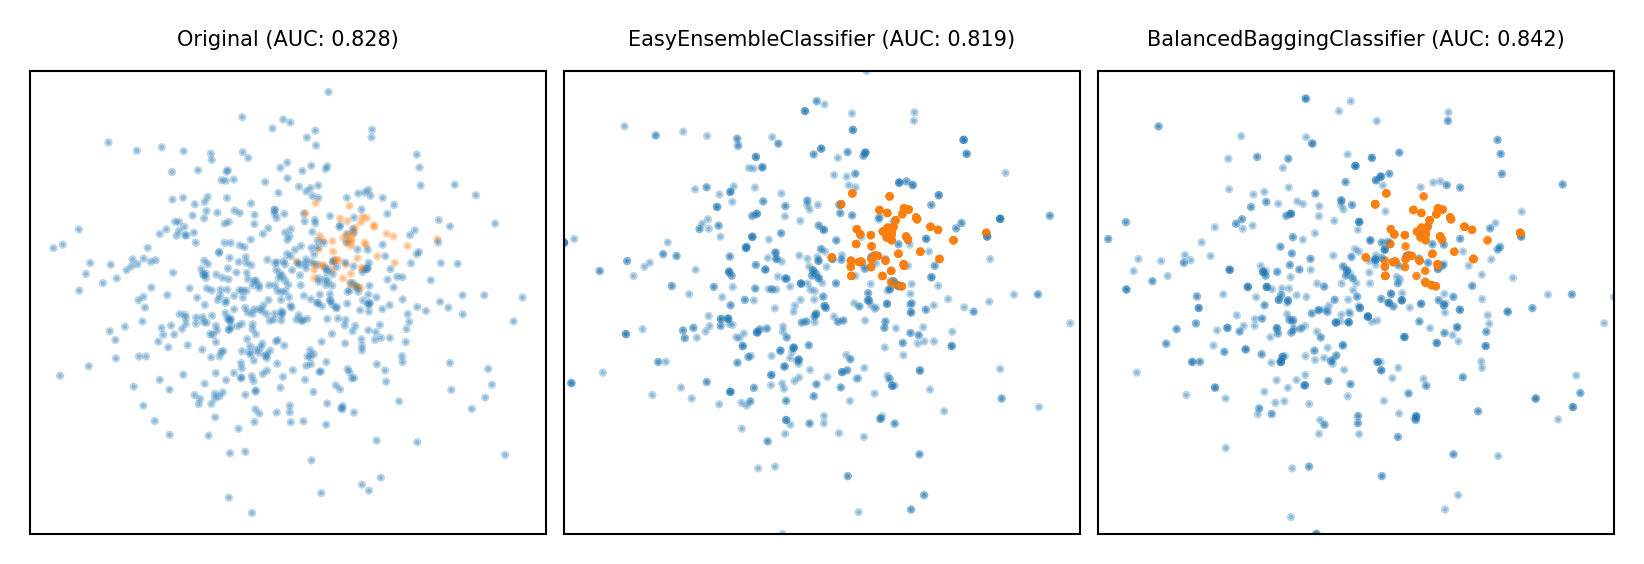 Original (AUC: 0.828)
EasyEnsembleClassifier (AUC: 0.819)
BalancedBaggingClassifier (AUC: 0.842)